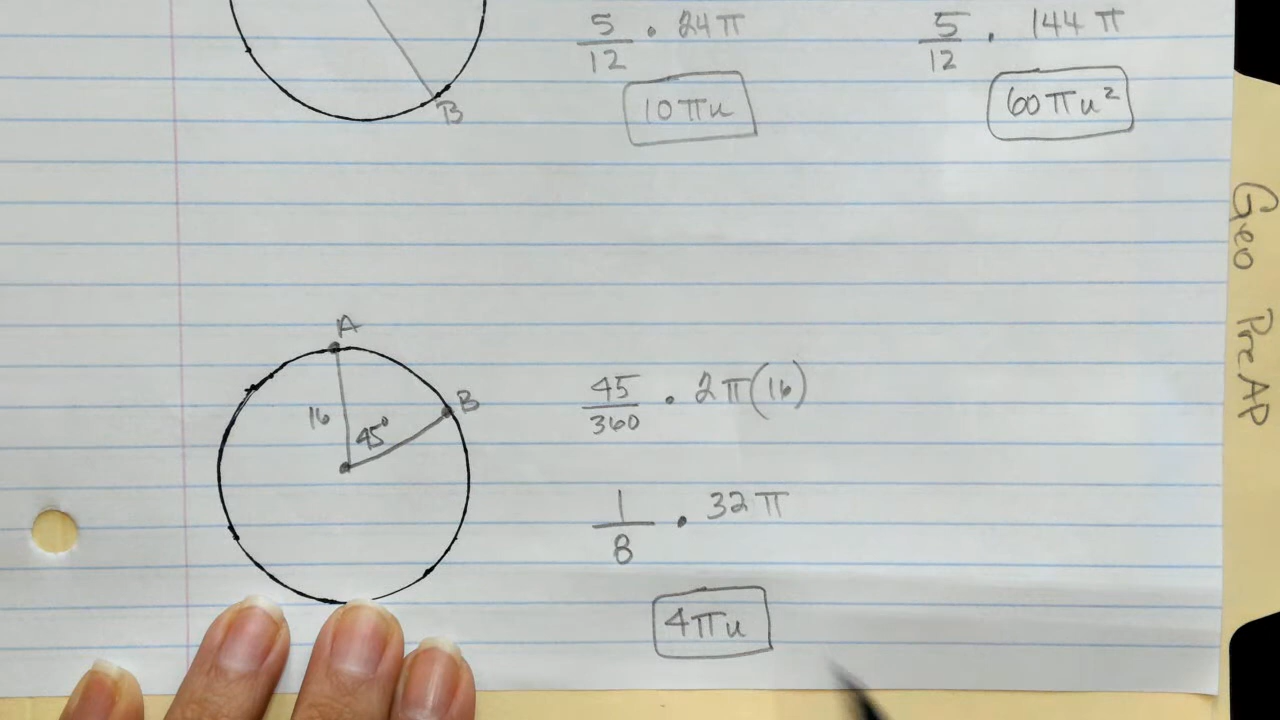 5/12 · 24π
10πu
5/12 · 144π
60πu²
B
A
16
45°
B
45/360 · 2π(16)
1/8 · 32π
4πu
Geo PreAP